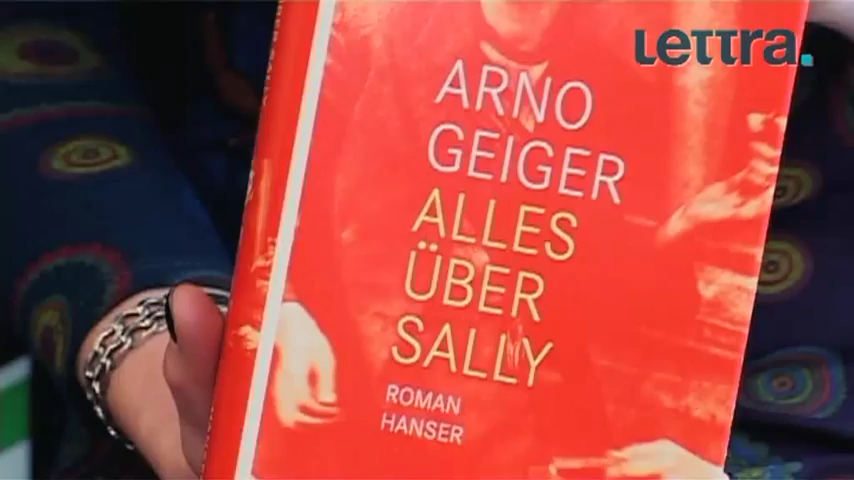 Lettra.
ARNO
GEIGER
ALLES
ÜBER
SALLY
ROMAN
HANSER